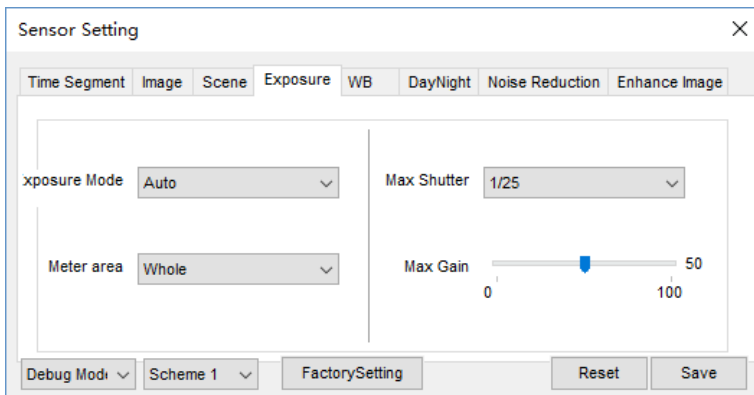 Sensor Setting
Time Segment Image Scene Exposure WB DayNight Noise Reduction Enhance Image
xposure Mode Auto Max Shutter 1/25
Meter area Whole Max Gain 50
0 100
Debug Mod Scheme 1 FactorySetting Reset Save